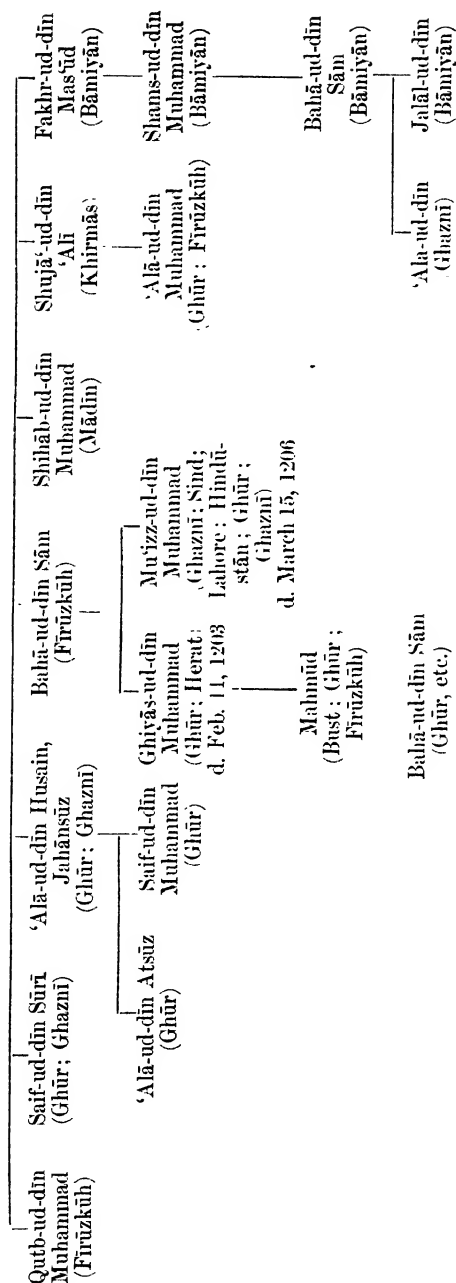 Qutb-ud-dīn
Muhammad
(Fīrūzkūh)
Saif-ud-dīn Sūrī
(Ghūr; Ghaznī)
‘Alā-ud-dīn Husain,
Jahānsūz
(Ghūr; Ghaznī)
Bahā-ud-dīn Sām
(Fīrūzkūh)
Shihāb-ud-dīn
Muhammad
(Mādīn)
Shujā‘-ud-dīn
‘Alī
(Khirmās)
Fakhr-ud-dīn
Mas‘ūd
(Bāmiyān)
‘Alā-ud-dīn Atsūz
(Ghūr)
Saif-ud-dīn
Muhammad
(Ghūr)
Ghiyās-ud-dīn
Muhammad
(Ghūr; Herat;
d. Feb. 11, 1203
Mu‘izz-ud-dīn
Muhammad
(Ghaznī; Sind;
Lahore; Hindū-
stān; Ghūr;
Ghaznī)
d. March 15, 1206
‘Alā-ud-dīn
Muhammad
(Ghūr; Fīrūzkūh)
Shams-ud-dīn
Muhammad
(Bāmiyān)
Mahmūd
(Bust; Ghūr;
Fīrūzkūh)
Bahā-ud-dīn
Sām
(Bāmiyān)
Bahā-ud-dīn Sām
(Ghūr, etc.)
‘Ala-ud-dīn
(Ghaznī)
Jalāl-ud-dīn
(Bāmiyān)